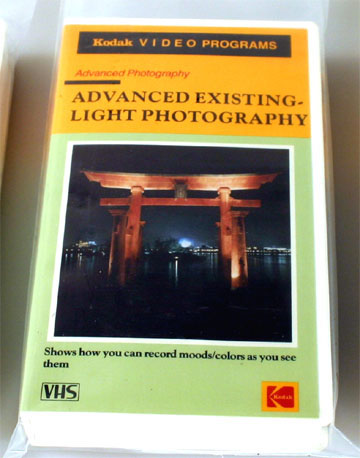 Kodak VIDEO PROGRAMS
Advanced Photography
ADVANCED EXISTING-
LIGHT PHOTOGRAPHY
Shows how you can record moods/colors as you see
them
VHS
Kodak